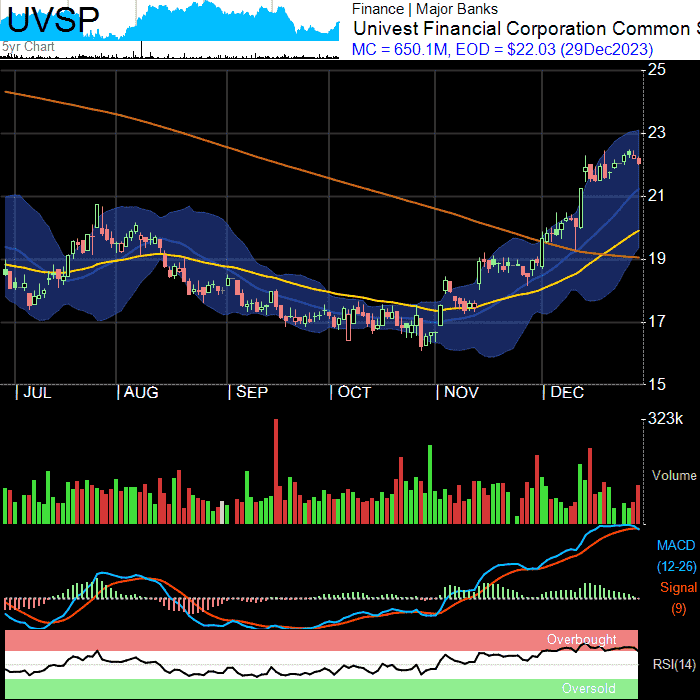 UVSP
5yr Chart
Finance | Major Banks
Univest Financial Corporation Common S
MC = 650.1M, EOD = $22.03 (29Dec2023)
25
23
21
19
17
15
| JUL | AUG | SEP | OCT | NOV | DEC
323k
Volume
MACD
(12-26)
Signal
(9)
Overbought
RSI(14)
Oversold